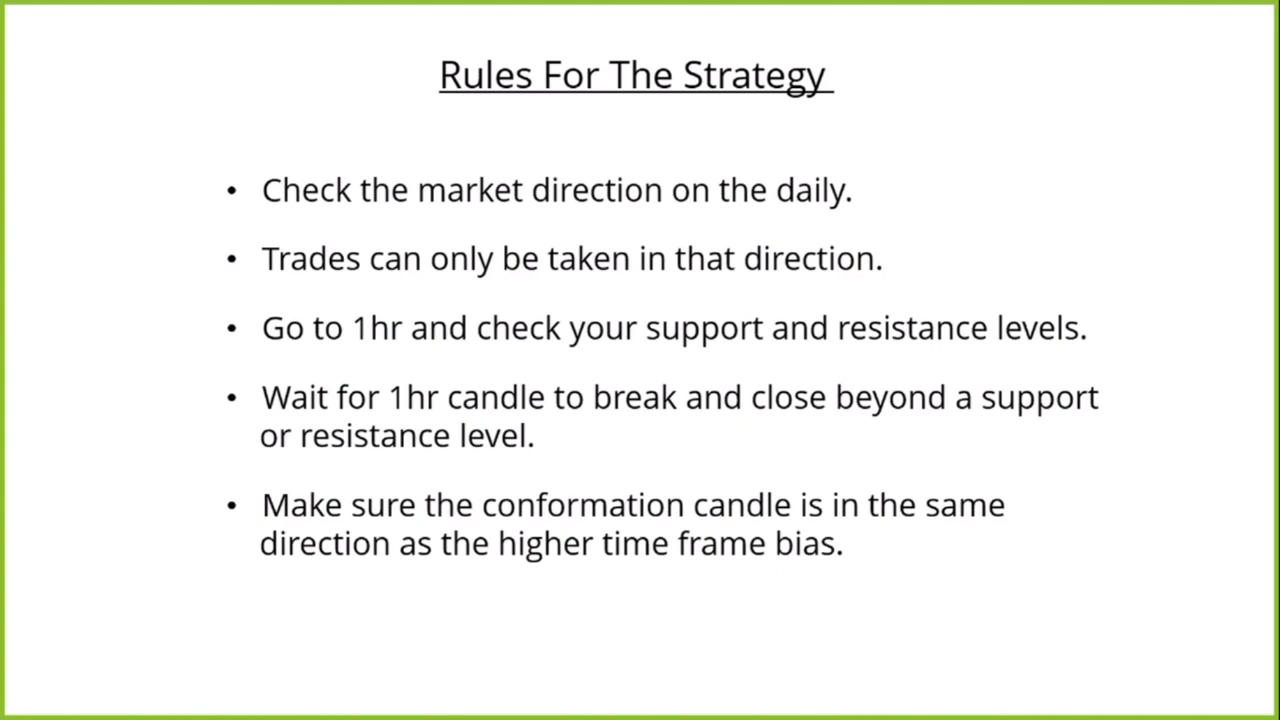 Rules For The Strategy
• Check the market direction on the daily.
• Trades can only be taken in that direction.
• Go to 1hr and check your support and resistance levels.
• Wait for 1hr candle to break and close beyond a support
or resistance level.
• Make sure the conformation candle is in the same
direction as the higher time frame bias.